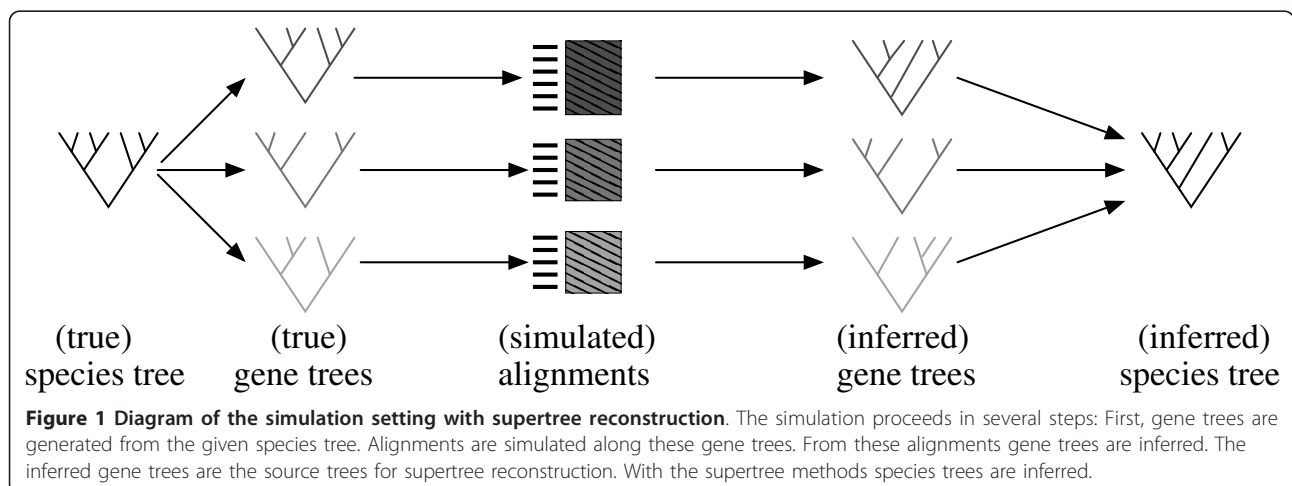 (true) (true) (simulated) (inferred) (inferred)
species tree gene trees alignments gene trees species tree
Figure 1 Diagram of the simulation setting with supertree reconstruction. The simulation proceeds in several steps: First, gene trees are
generated from the given species tree. Alignments are simulated along these gene trees. From these alignments gene trees are inferred. The
inferred gene trees are the source trees for supertree reconstruction. With the supertree methods species trees are inferred.